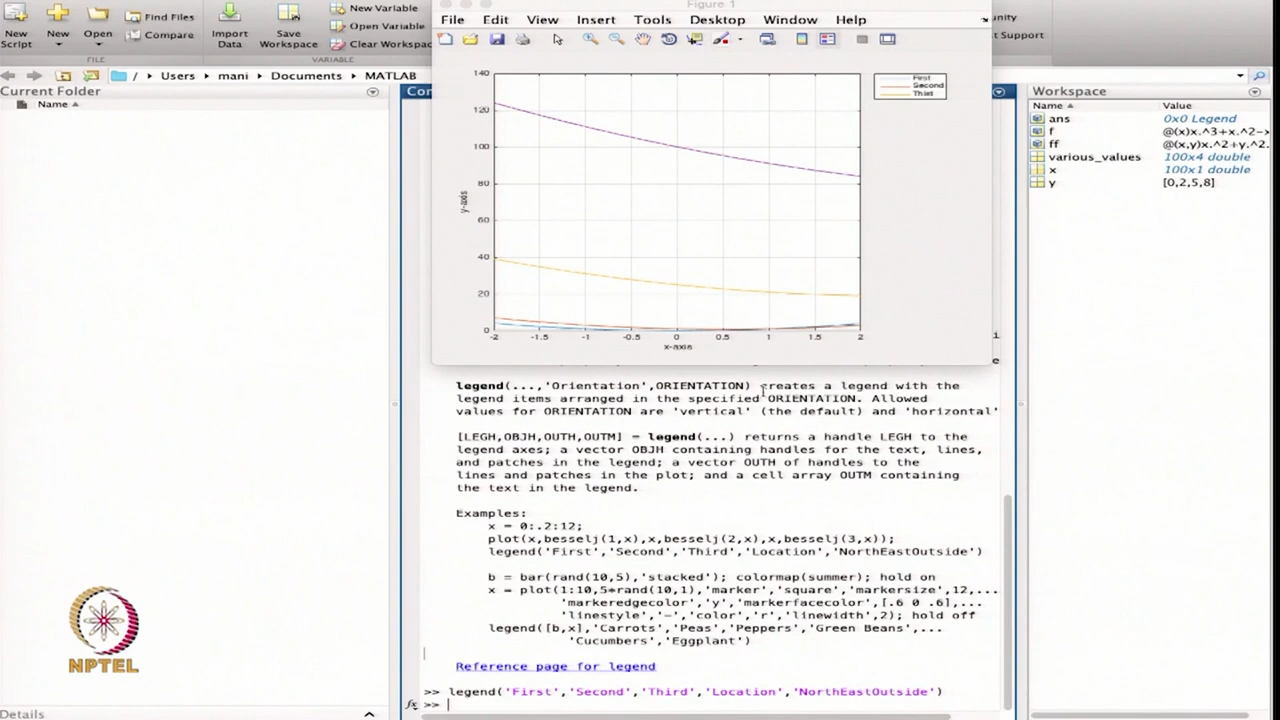 Figure 1
File Edit View Insert Tools Desktop Window Help
New Script
New
Open
Find Files
Compare
FILE
Import Data
Save Workspace
New Variable
Open Variable
Clear Workspac
VARIABLE
unity
st Support
/ Users mani Documents MATLAB
Current Folder
Name
Details
140
120
100
80
60
40
20
0
-2 -1.5 -1 -0.5 0 0.5 1 1.5 2
x-axis
y-axis
First
Second
Third
legend(...,'Orientation',ORIENTATION) creates a legend with the
legend items arranged in the specified ORIENTATION. Allowed
values for ORIENTATION are 'vertical' (the default) and 'horizontal'
[LEGH,OBJH,OUTH,OUTM] = legend(...) returns a handle LEGH to the
legend axes; a vector OBJH containing handles for the text, lines,
and patches in the legend; a vector OUTH of handles to the
lines and patches in the plot; and a cell array OUTM containing
the text in the legend.
Examples:
x = 0:.2:12;
plot(x,besselj(1,x),x,besselj(2,x),x,besselj(3,x));
legend('First','Second','Third','Location','NorthEastOutside')
b = bar(rand(10,5),'stacked'); colormap(summer); hold on
x = plot(1:10,5*rand(10,1),'marker','square','markersize',12,...
'markeredgecolor','y','markerfacecolor',[.6 0 .6],...
'linestyle','-','color','r','linewidth',2); hold off
legend([b,x],'Carrots','Peas','Peppers','Green Beans',...
'Cucumbers','Eggplant')
Reference page for legend
>> legend('First','Second','Third','Location','NorthEastOutside')
fx >>
Workspace
Name Value
ans 0x0 Legend
f @(x)x.^3+x.^2-x
ff @(x,y)x.^2+y.^2.
various_values 100x4 double
x 100x1 double
y [0,2,5,8]
NPTEL